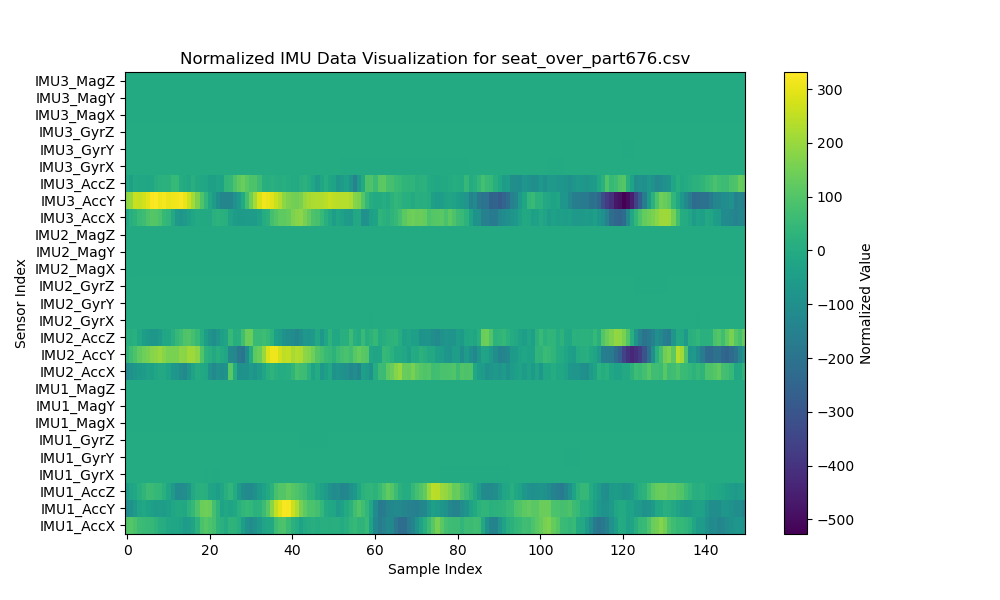 Normalized IMU Data Visualization for seat_over_part676.csv
IMU3_MagZ
IMU3_MagY
IMU3_MagX
IMU3_GyrZ
IMU3_GyrY
IMU3_GyrX
IMU3_AccZ
IMU3_AccY
IMU3_AccX
IMU2_MagZ
IMU2_MagY
IMU2_MagX
IMU2_GyrZ
IMU2_GyrY
IMU2_GyrX
IMU2_AccZ
IMU2_AccY
IMU2_AccX
IMU1_MagZ
IMU1_MagY
IMU1_MagX
IMU1_GyrZ
IMU1_GyrY
IMU1_GyrX
IMU1_AccZ
IMU1_AccY
IMU1_AccX
Sensor Index
0 20 40 60 80 100 120 140
Sample Index
300
200
100
0
−100
−200
−300
−400
−500
Normalized Value